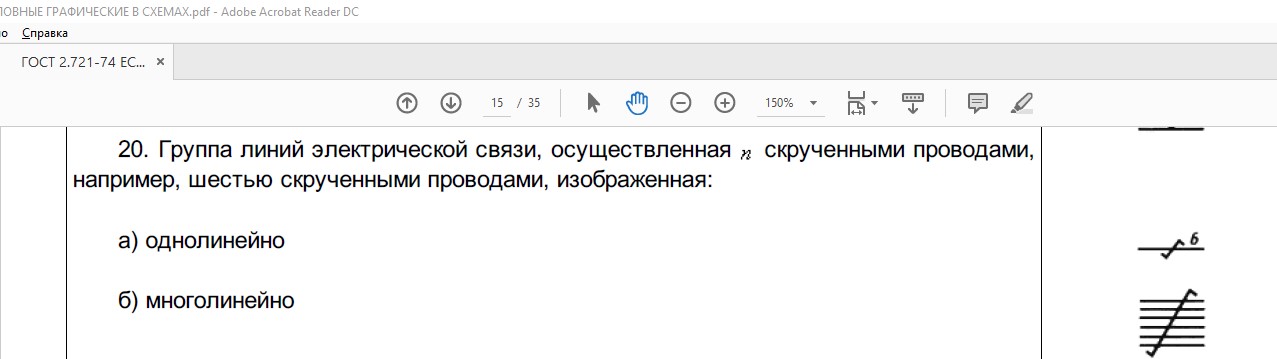 ЛОВНЫЕ ГРАФИЧЕСКИЕ В СХЕМАХ.pdf - Adobe Acrobat Reader DC
о Справка
ГОСТ 2.721-74 ЕС... ×
15 / 35 150%
20. Группа линий электрической связи, осуществленная n скрученными проводами,
например, шестью скрученными проводами, изображенная:
а) однолинейно
6
б) многолинейно